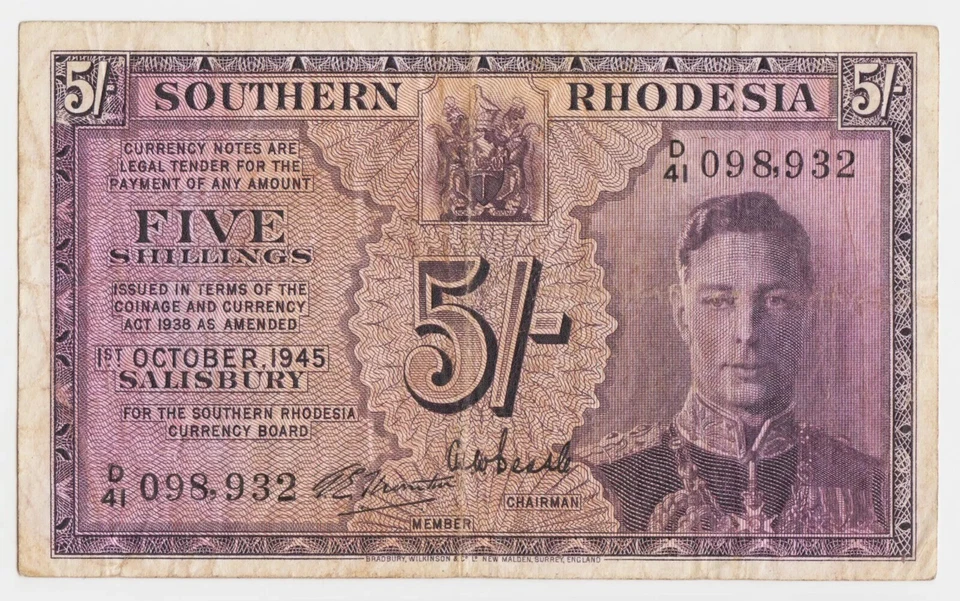 5/- SOUTHERN RHODESIA 5/-
CURRENCY NOTES ARE
LEGAL TENDER FOR THE
PAYMENT OF ANY AMOUNT
D/41 098,932
FIVE
SHILLINGS
ISSUED IN TERMS OF THE
COINAGE AND CURRENCY
ACT 1938 AS AMENDED
5/-
1ST OCTOBER, 1945
SALISBURY
FOR THE SOUTHERN RHODESIA
CURRENCY BOARD
D/41 098,932
CHAIRMAN
MEMBER
BRADBURY, WILKINSON & Co. Ld. NEW MALDEN, SURREY, ENGLAND